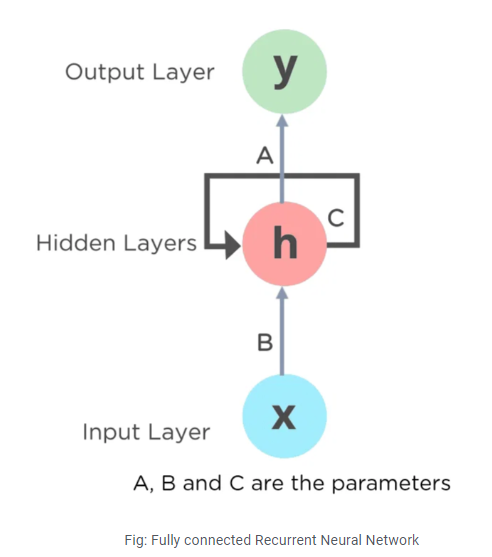 Output Layer
y
A
C
Hidden Layers
h
B
x
Input Layer
A, B and C are the parameters
Fig: Fully connected Recurrent Neural Network